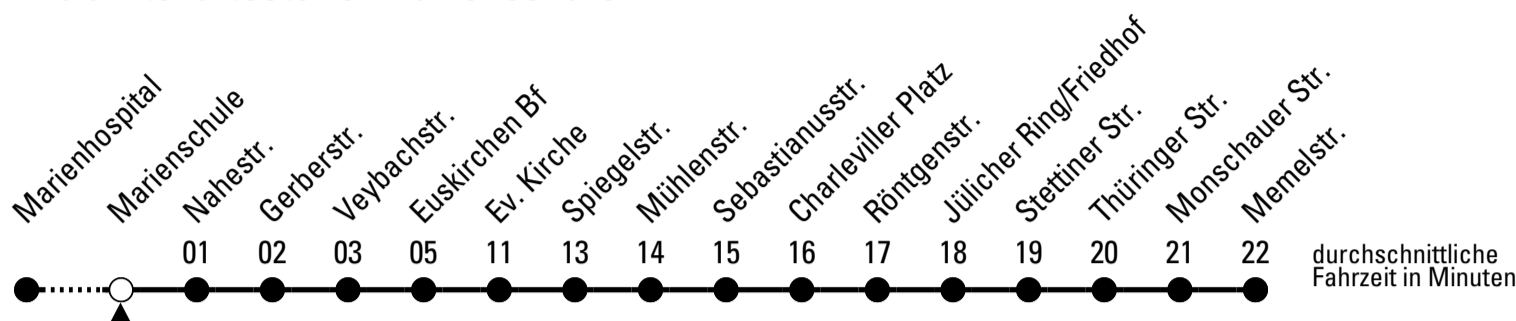 Marienhospital
Marienschule
Nahestr.
Gerberstr.
Veybachstr.
Euskirchen Bf
Ev. Kirche
Spiegelstr.
Mühlenstr.
Sebastianusstr.
Charleviller Platz
Röntgenstr.
Jülicher Ring/Friedhof
Stettiner Str.
Thüringer Str.
Monschauer Str.
Memelstr.
01 02 03 05 11 13 14 15 16 17 18 19 20 21 22
durchschnittliche
Fahrzeit in Minuten